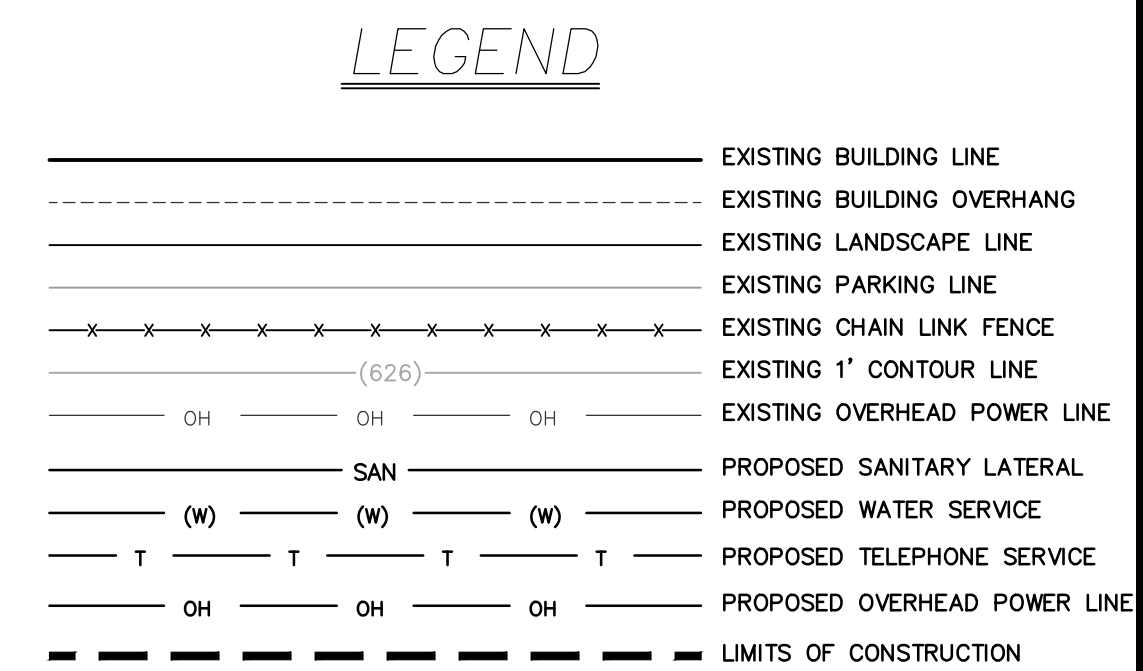 LEGEND
EXISTING BUILDING LINE
EXISTING BUILDING OVERHANG
EXISTING LANDSCAPE LINE
EXISTING PARKING LINE
X X X X X X X X X X X EXISTING CHAIN LINK FENCE
(626) EXISTING 1' CONTOUR LINE
OH OH OH EXISTING OVERHEAD POWER LINE
SAN PROPOSED SANITARY LATERAL
(W) (W) (W) PROPOSED WATER SERVICE
T T T T PROPOSED TELEPHONE SERVICE
OH OH OH PROPOSED OVERHEAD POWER LINE
LIMITS OF CONSTRUCTION